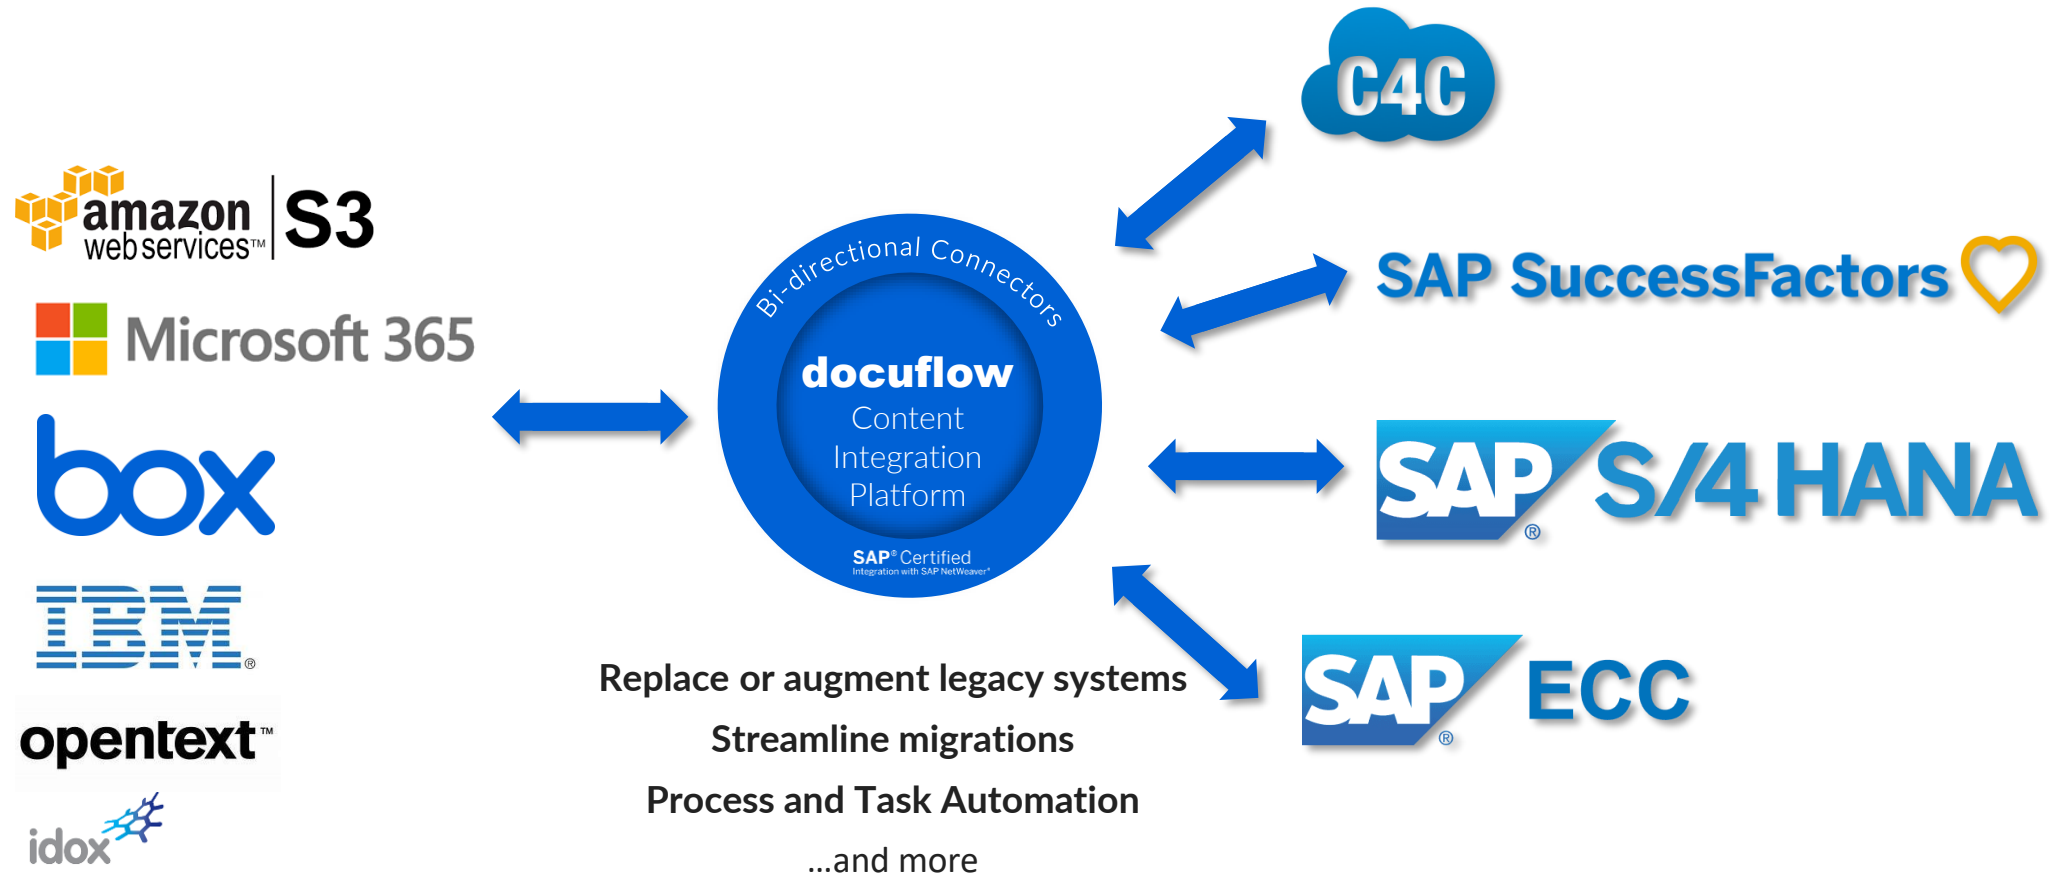 amazon
web services™ | S3
Microsoft 365
box
IBM®
opentext™
idox
Bi-directional Connectors
docuflow
Content
Integration
Platform
SAP® Certified
Integration with SAP NetWeaver®
Replace or augment legacy systems
Streamline migrations
Process and Task Automation
...and more
C4C
SAP SuccessFactors
SAP® S/4 HANA
SAP® ECC